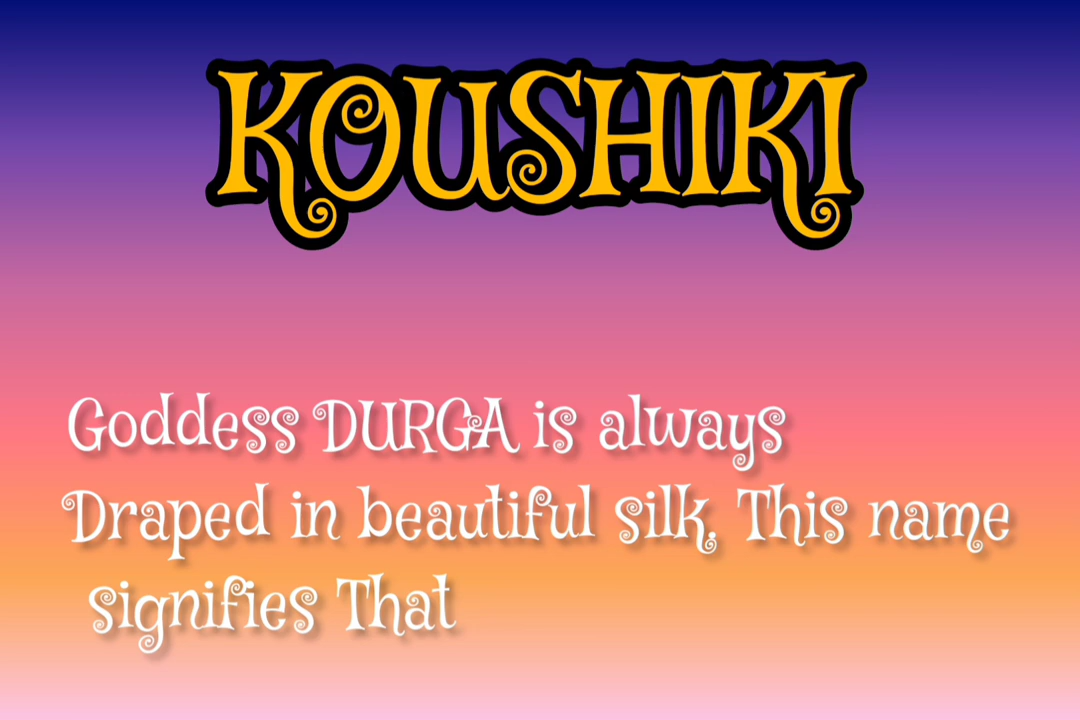 KOUSHIKI
Goddess DURGA is always
Draped in beautiful silk. This name
signifies That